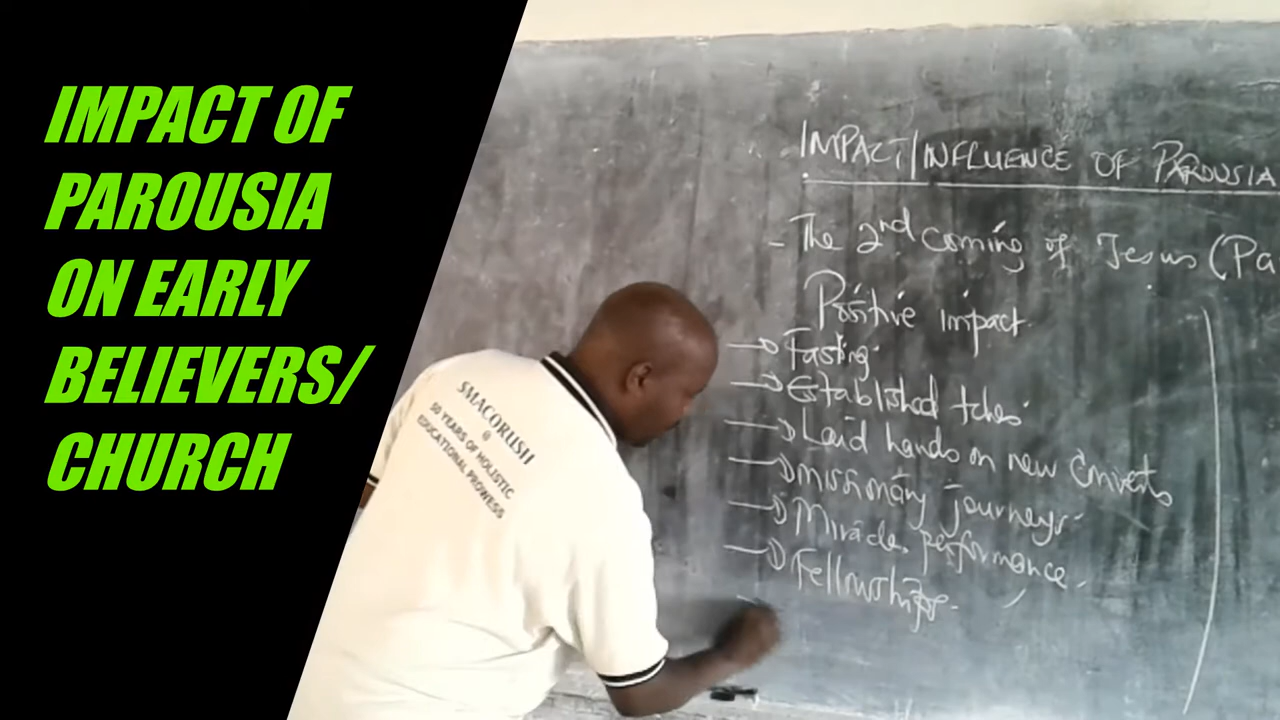 IMPACT OF
PAROUSIA
ON EARLY
BELIEVERS/
CHURCH
SMACORUSH
@
50 YEARS OF HOLISTIC
EDUCATIONAL PROWESS
IMPACT/INFLUENCE OF PAROUSIA
- The 2nd coming of Jesus (Pa
Positive impact.
→ Fasting.
→ Established tches.
→ Laid hands on new converts
→ missionary journeys.
→ Miracle performance.
→ Fellowships.